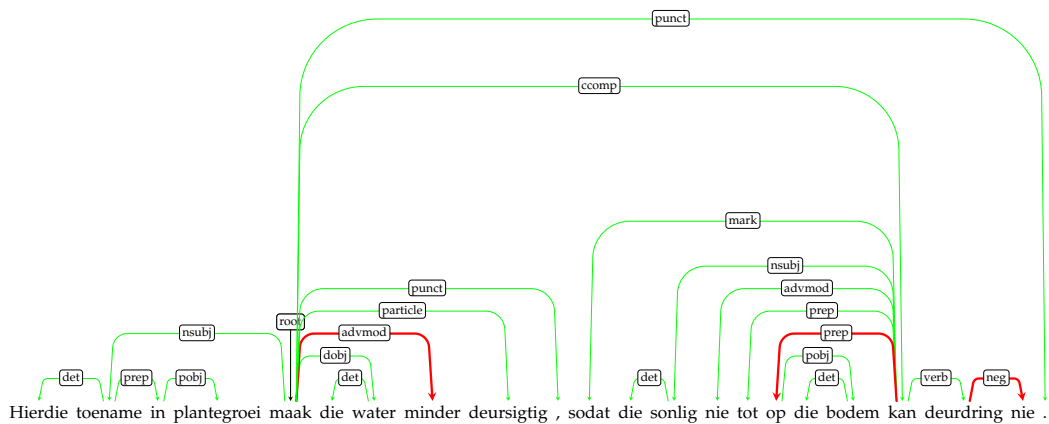 punct
ccomp
mark
nsubj
punct
advmod
particle
prep
root
nsubj
advmod
prep
dobj
pobj
det
prep
pobj
det
det
det
verb
neg
Hierdie toename in plantegroei maak die water minder deursigtig , sodat die sonlig nie tot op die bodem kan deurdring nie .